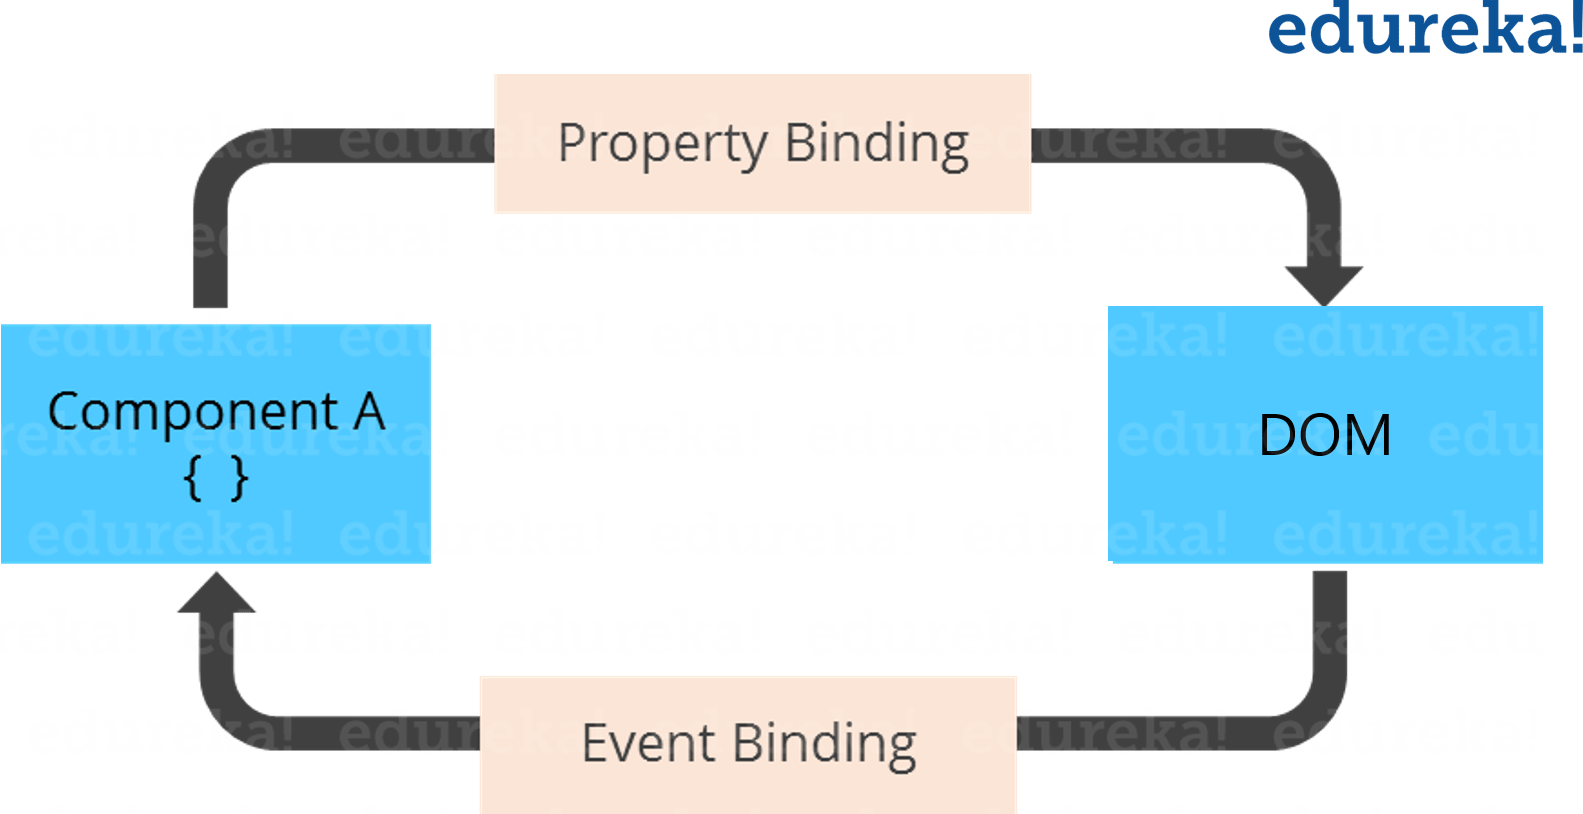 edureka!
Property Binding
Component A
{ }
DOM
Event Binding